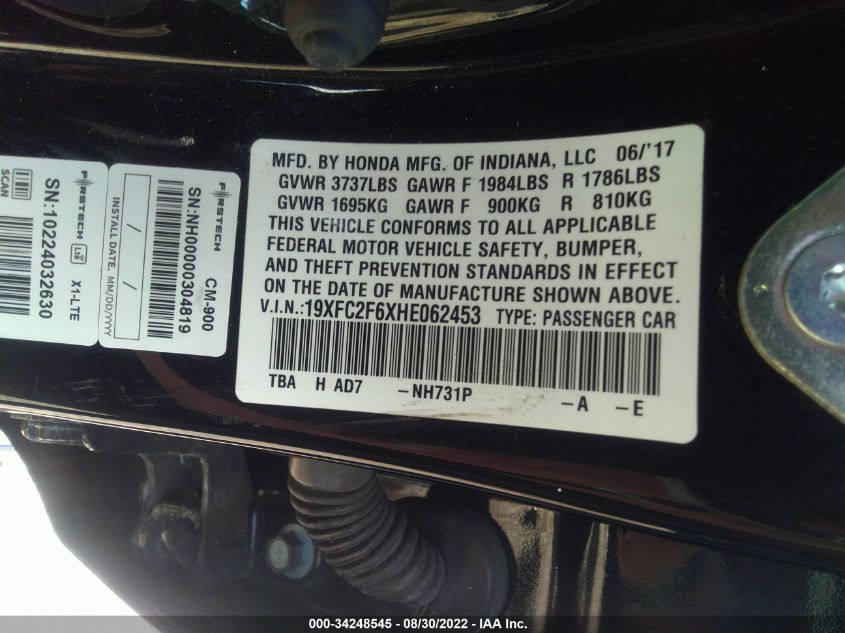 MFD. BY HONDA MFG. OF INDIANA, LLC 06/'17
GVWR 3737LBS GAWR F 1984LBS R 1786LBS
GVWR 1695KG GAWR F 900KG R 810KG
THIS VEHICLE CONFORMS TO ALL APPLICABLE
FEDERAL MOTOR VEHICLE SAFETY, BUMPER,
AND THEFT PREVENTION STANDARDS IN EFFECT
ON THE DATE OF MANUFACTURE SHOWN ABOVE.
V.I.N.:19XFC2F6XHE062453 TYPE: PASSENGER CAR
TBA H AD7 -NH731P -A -E
FIRSTECH CM-900
SN:NH00000304819
/ /
INSTALL DATE, MM/DD/YYYY
FIRSTECH LTE X1-LTE
SN:10224032630
SCAN
000-34248545 - 08/30/2022 - IAA Inc.